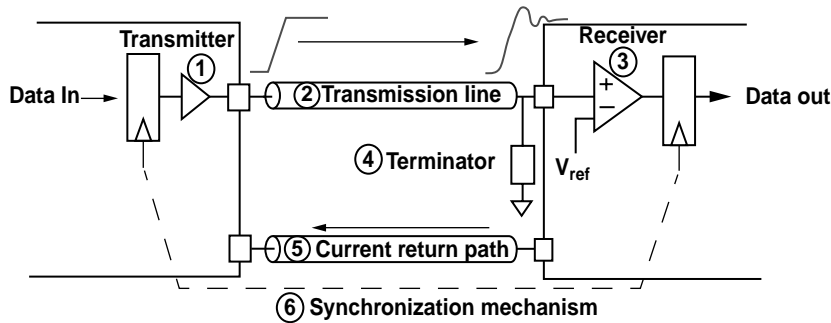 Transmitter
1
Receiver
3
Data In
2 Transmission line
+
−
Data out
4 Terminator
Vref
5 Current return path
6 Synchronization mechanism